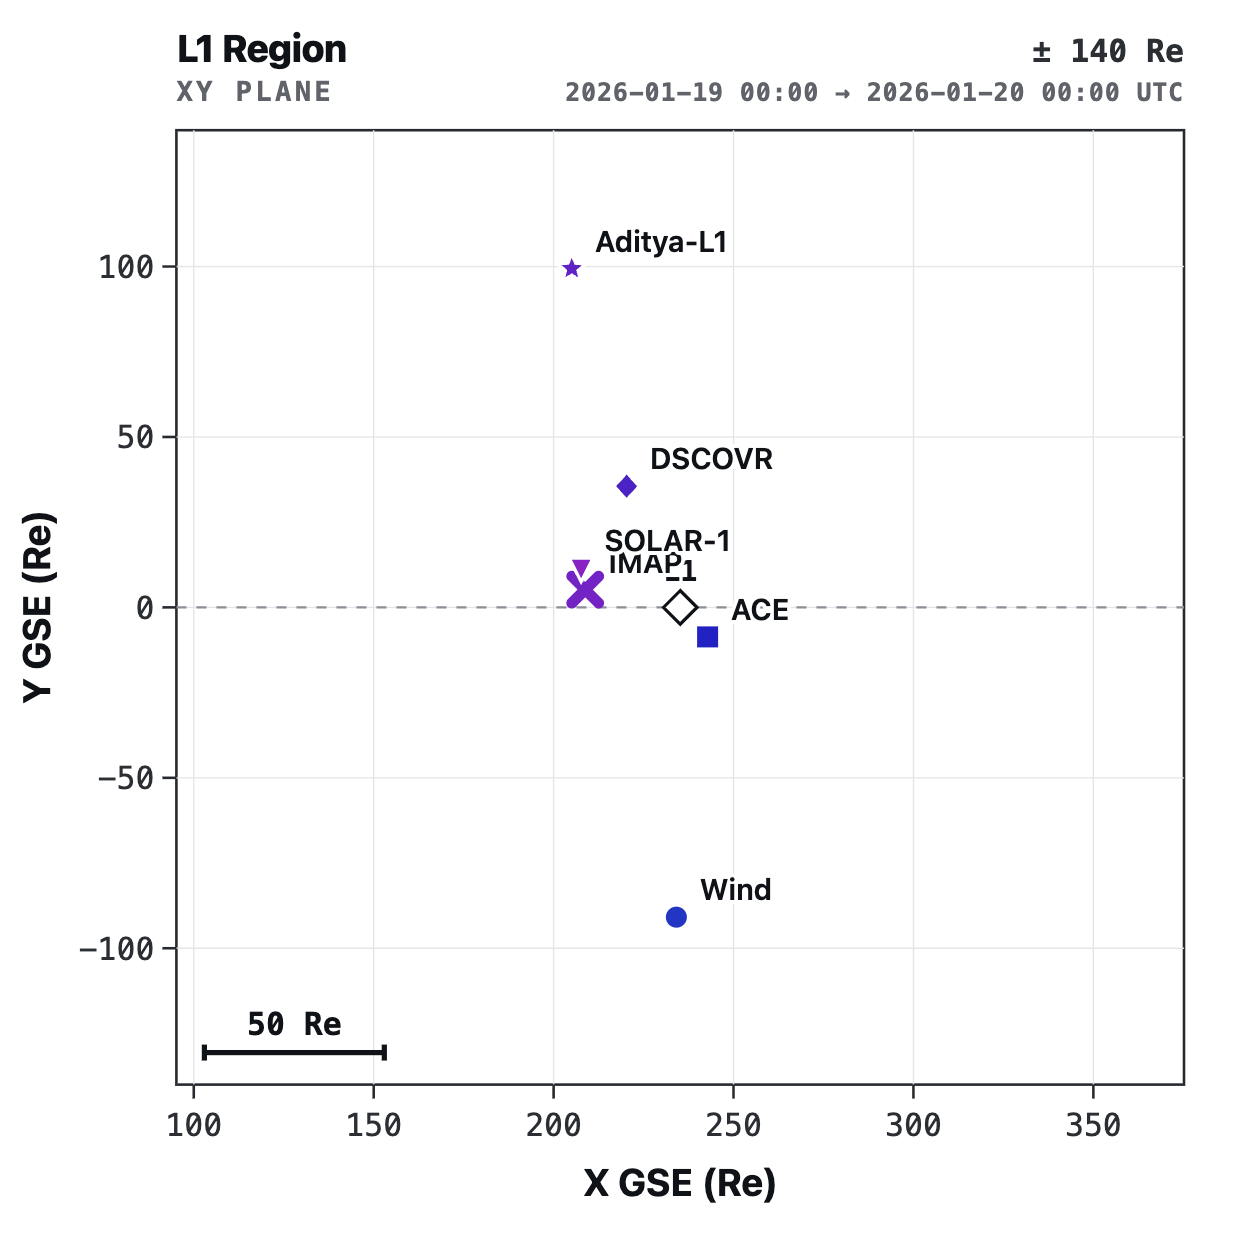 L1 Region
± 140 Re
XY PLANE
2026–01–19 00:00 → 2026–01–20 00:00 UTC
Aditya-L1
DSCOVR
SOLAR-1
IMAP
L1
ACE
Wind
100
50
0
−50
−100
Y GSE (Re)
50 Re
100
150
200
250
300
350
X GSE (Re)